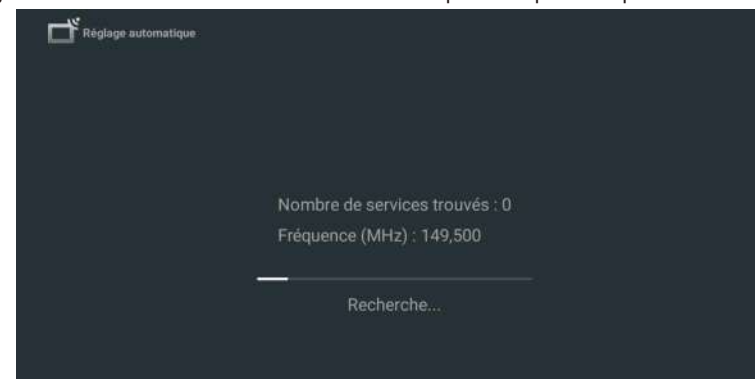 Réglage automatique
Nombre de services trouvés : 0
Fréquence (MHz) : 149,500
Recherche...